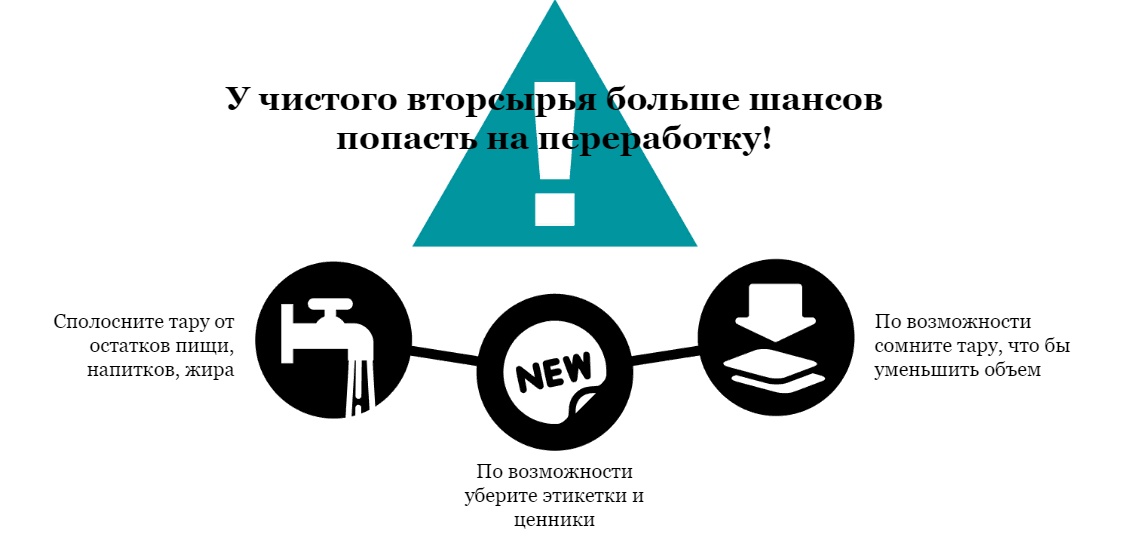 У чистого вторсырья больше шансов
попасть на переработку!
Сполосните тару от
остатков пищи,
напитков, жира
NEW
По возможности
уберите этикетки и
ценники
По возможности
сомните тару, что бы
уменьшить объем